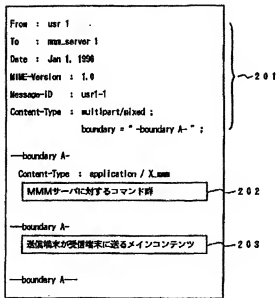 From : usr 1
To : mmm_server 1
Date : Jan 1, 1996
MIME-Version : 1.0
Message-ID : usr1-1
Content-Type : multipart/mixed ;
boundary = "-boundary A-" ;
201
—boundary A-
Content-Type : application / X_mmm
MMMサーバに対するコマンド群
202
—boundary A-
送信端末が受信端末に送るメインコンテンツ
203
—boundary A—